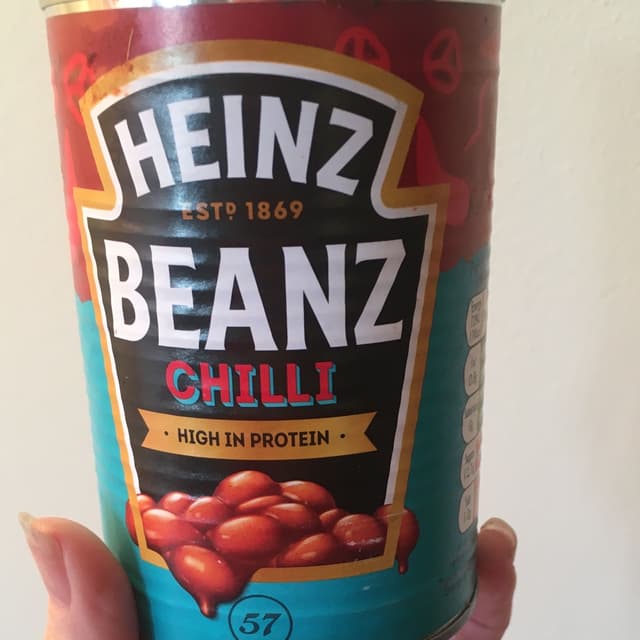 HEINZ
ESTD 1869
BEANZ
CHILLI
· HIGH IN PROTEIN ·
57